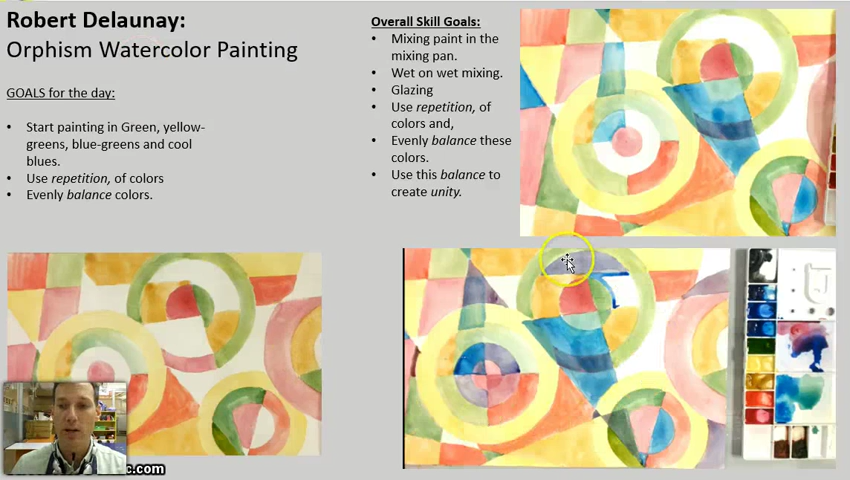 Robert Delaunay:
Orphism Watercolor Painting
GOALS for the day:
• Start painting in Green, yellow-
greens, blue-greens and cool
blues.
• Use repetition, of colors
• Evenly balance colors.
Overall Skill Goals:
• Mixing paint in the
mixing pan.
• Wet on wet mixing.
• Glazing
• Use repetition, of
colors and,
• Evenly balance these
colors.
• Use this balance to
create unity.
c.com